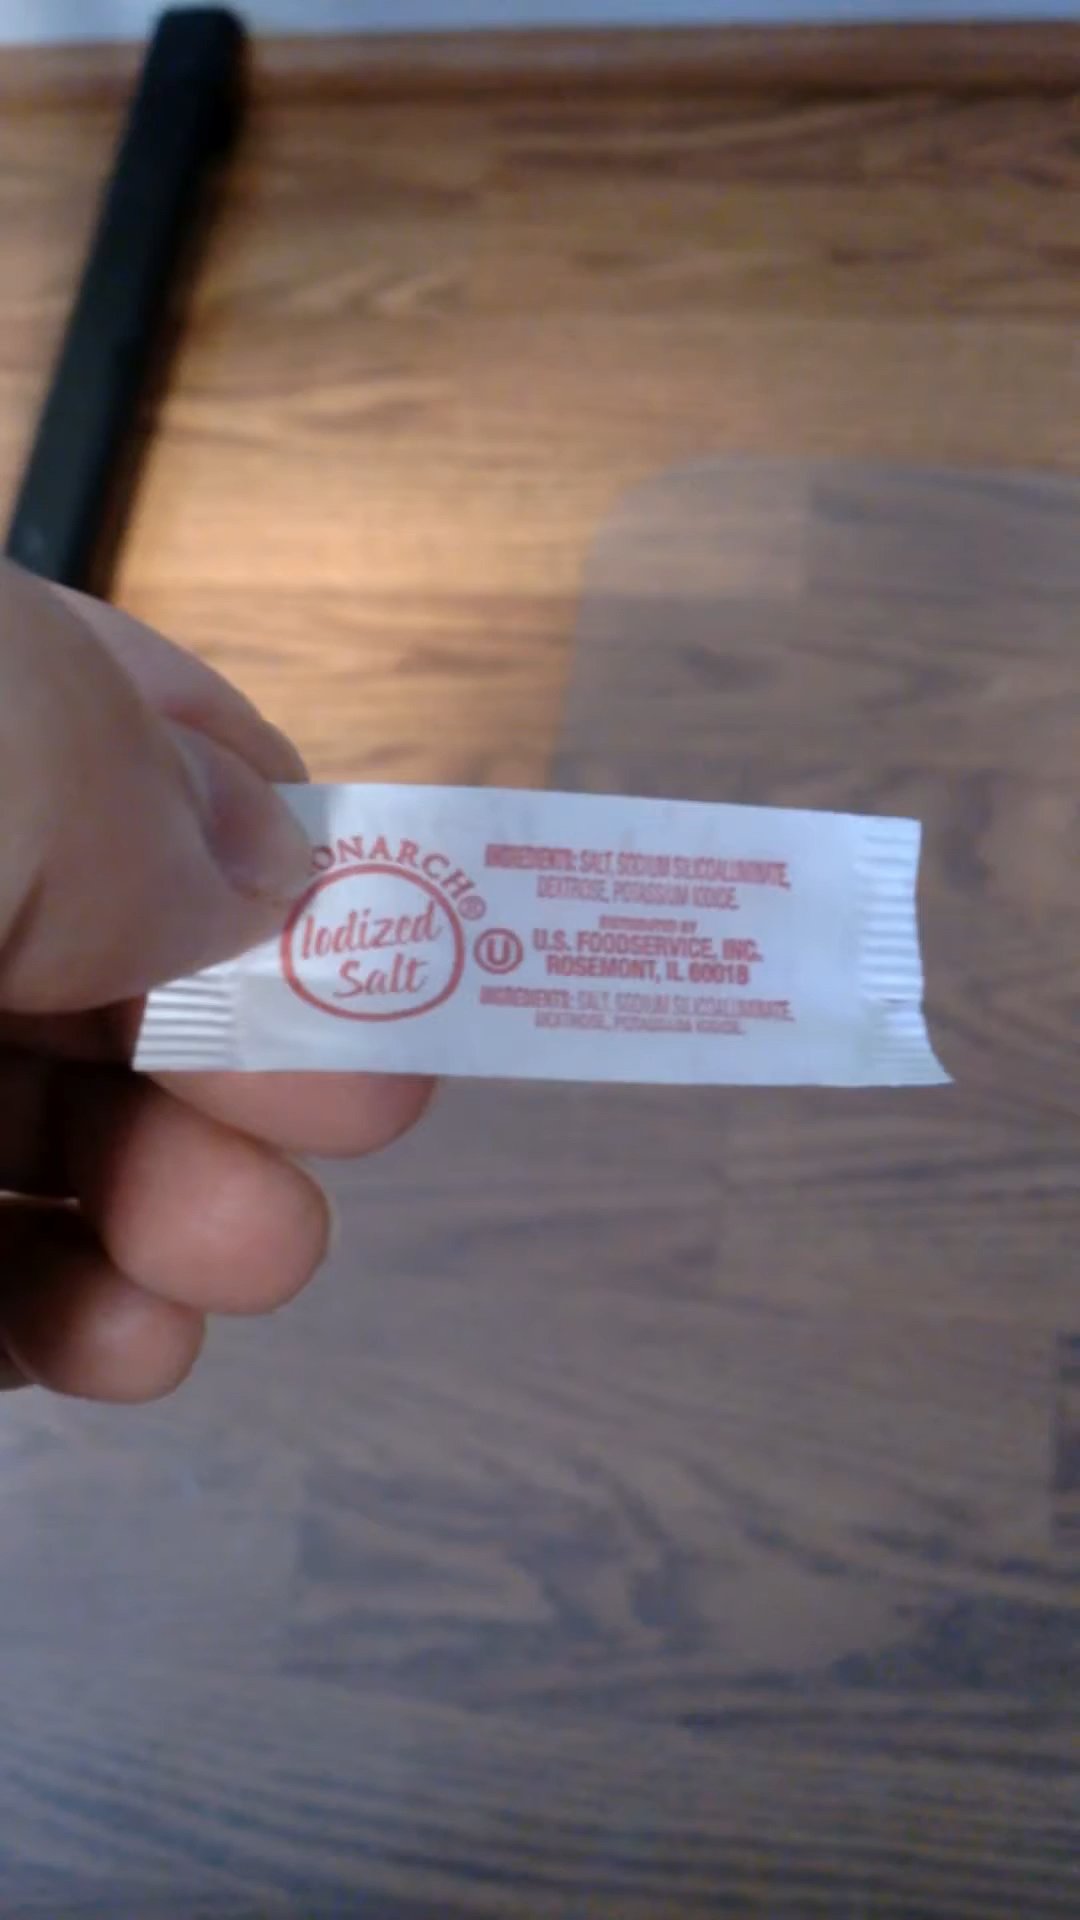 ONARCH®
Iodized
Salt
U
INGREDIENTS: SALT, SODIUM SILICOALUMINATE,
DEXTROSE, POTASSIUM IODIDE.
DISTRIBUTED BY
U.S. FOODSERVICE, INC.
ROSEMONT, IL 60018
INGREDIENTS: SALT, SODIUM SILICOALUMINATE,
DEXTROSE, POTASSIUM IODIDE.